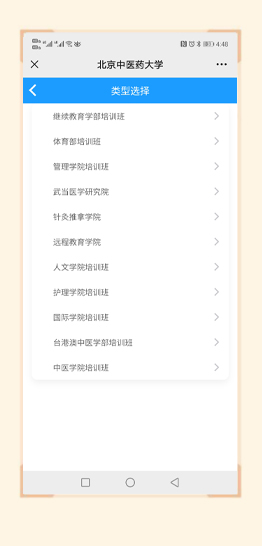 4:46
北京中医药大学
类型选择
继续教育学部培训班
体育部培训班
管理学院培训班
武当医学研究院
针灸推拿学院
远程教育学院
人文学院培训班
护理学院培训班
国际学院培训班
台港澳中医学部培训班
中医学院培训班